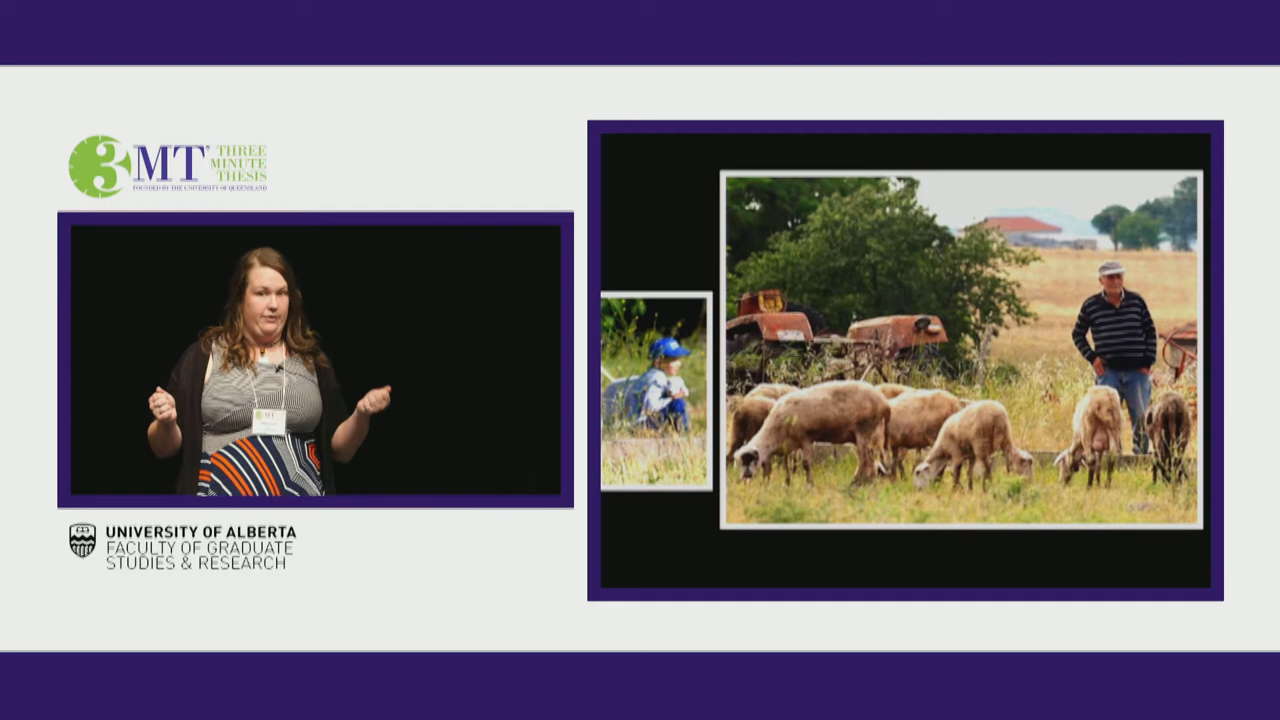 3MT® THREE
MINUTE
THESIS
FOUNDED BY THE UNIVERSITY OF QUEENSLAND
UNIVERSITY OF ALBERTA
FACULTY OF GRADUATE
STUDIES & RESEARCH